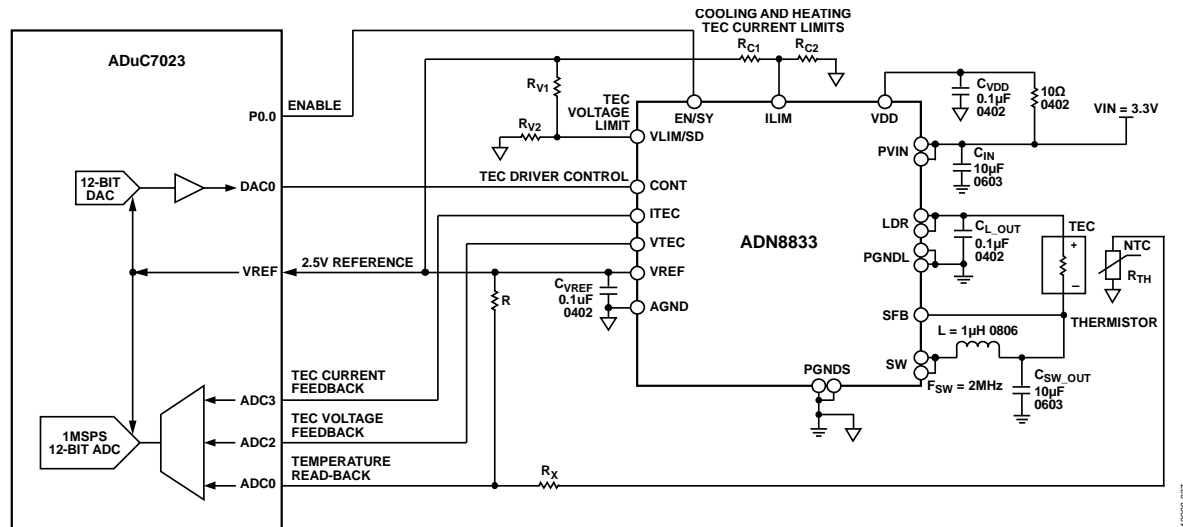 COOLING AND HEATING
TEC CURRENT LIMITS
ADuC7023
RC1
RC2
RV1
CVDD
0.1µF
0402
10Ω
0402
VIN = 3.3V
P0.0
ENABLE
TEC
VOLTAGE
LIMIT
RV2
EN/SY
ILIM
VDD
VLIM/SD
PVIN
CIN
10µF
0603
12-BIT
DAC
DAC0
TEC DRIVER CONTROL
CONT
ITEC
VTEC
ADN8833
LDR
CL_OUT
0.1µF
0402
PGNDL
TEC
+
–
NTC
RTH
VREF
2.5V REFERENCE
VREF
R
CVREF
0.1uF
0402
AGND
SFB
THERMISTOR
L = 1µH 0806
SW
FSW = 2MHz
CSW_OUT
10µF
0603
PGNDS
TEC CURRENT
FEEDBACK
ADC3
TEC VOLTAGE
FEEDBACK
ADC2
1MSPS
12-BIT ADC
TEMPERATURE
READ-BACK
ADC0
RX